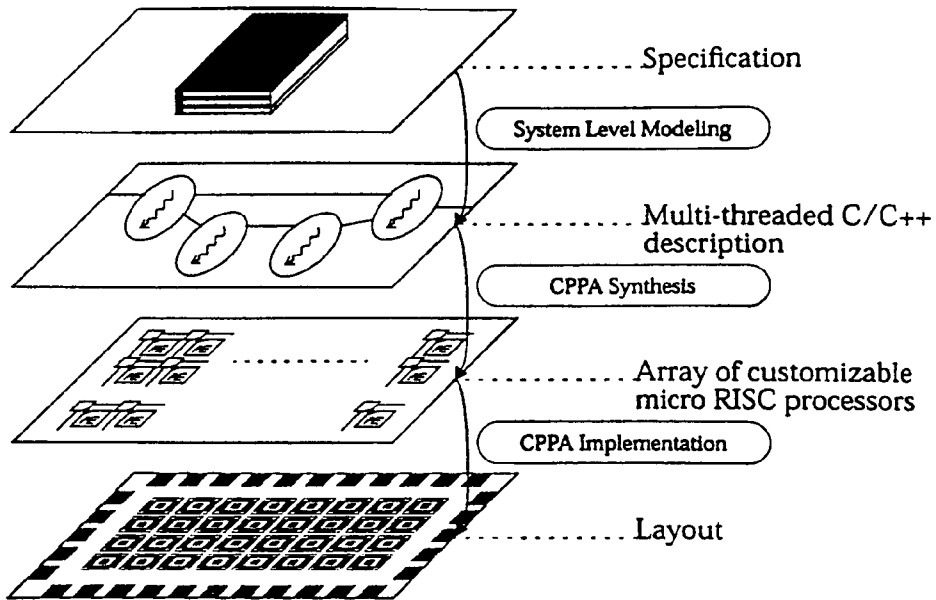 Specification
System Level Modeling
Multi-threaded C/C++
description
CPPA Synthesis
Array of customizable
micro RISC processors
CPPA Implementation
Layout